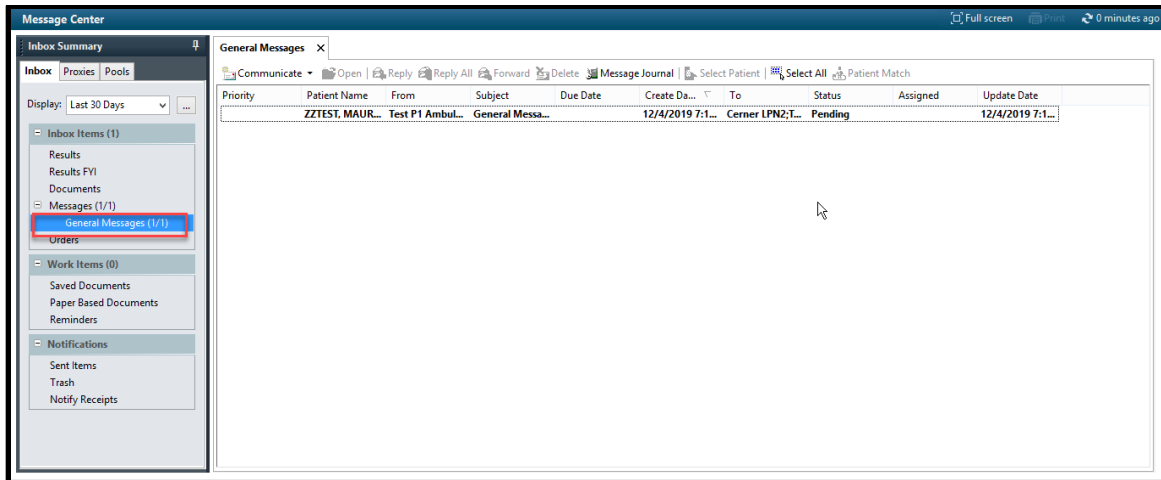 Message Center
Full screen Print 0 minutes ago
Inbox Summary
Inbox Proxies Pools
Display: Last 30 Days ...
Inbox Items (1)
Results
Results FYI
Documents
Messages (1/1)
General Messages (1/1)
Orders
Work Items (0)
Saved Documents
Paper Based Documents
Reminders
Notifications
Sent Items
Trash
Notify Receipts
General Messages X
Communicate Open Reply Reply All Forward Delete Message Journal Select Patient Select All Patient Match
Priority Patient Name From Subject Due Date Create Da... To Status Assigned Update Date
ZZTEST, MAUR... Test P1 Ambul... General Messa... 12/4/2019 7:1... Cerner LPN2;T... Pending 12/4/2019 7:1...